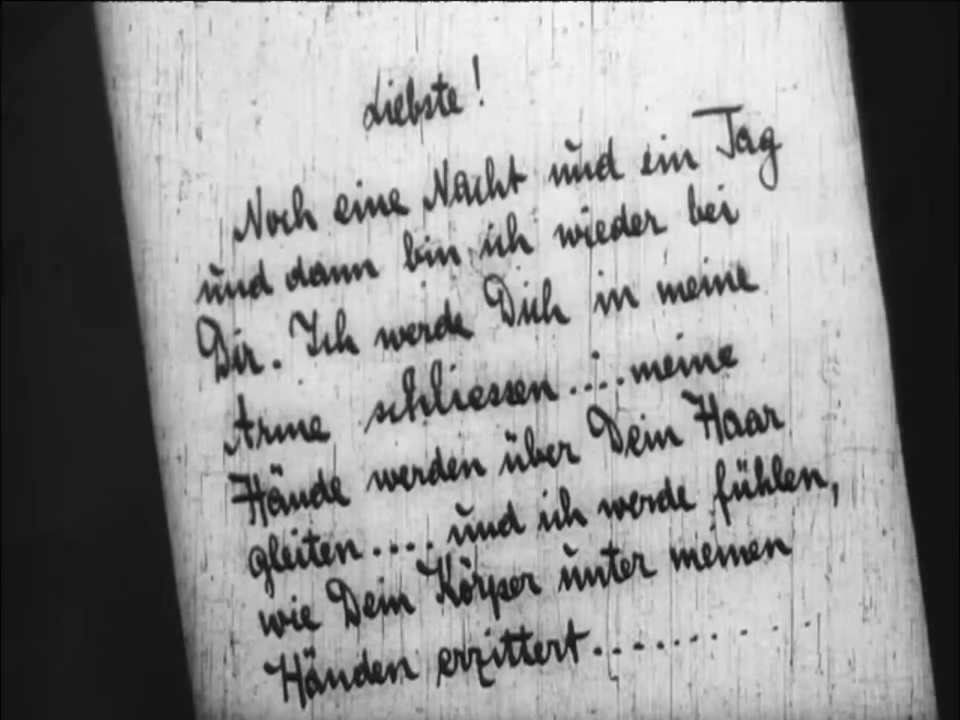 Liebste!
Noch eine Nacht und ein Tag
und dann bin ich wieder bei
Dir. Ich werde Dich in meine
Arme schliessen....meine
Hände werden über Dein Haar
gleiten....und ich werde fühlen,
wie Dein Körper unter meinen
Händen erzittert..........